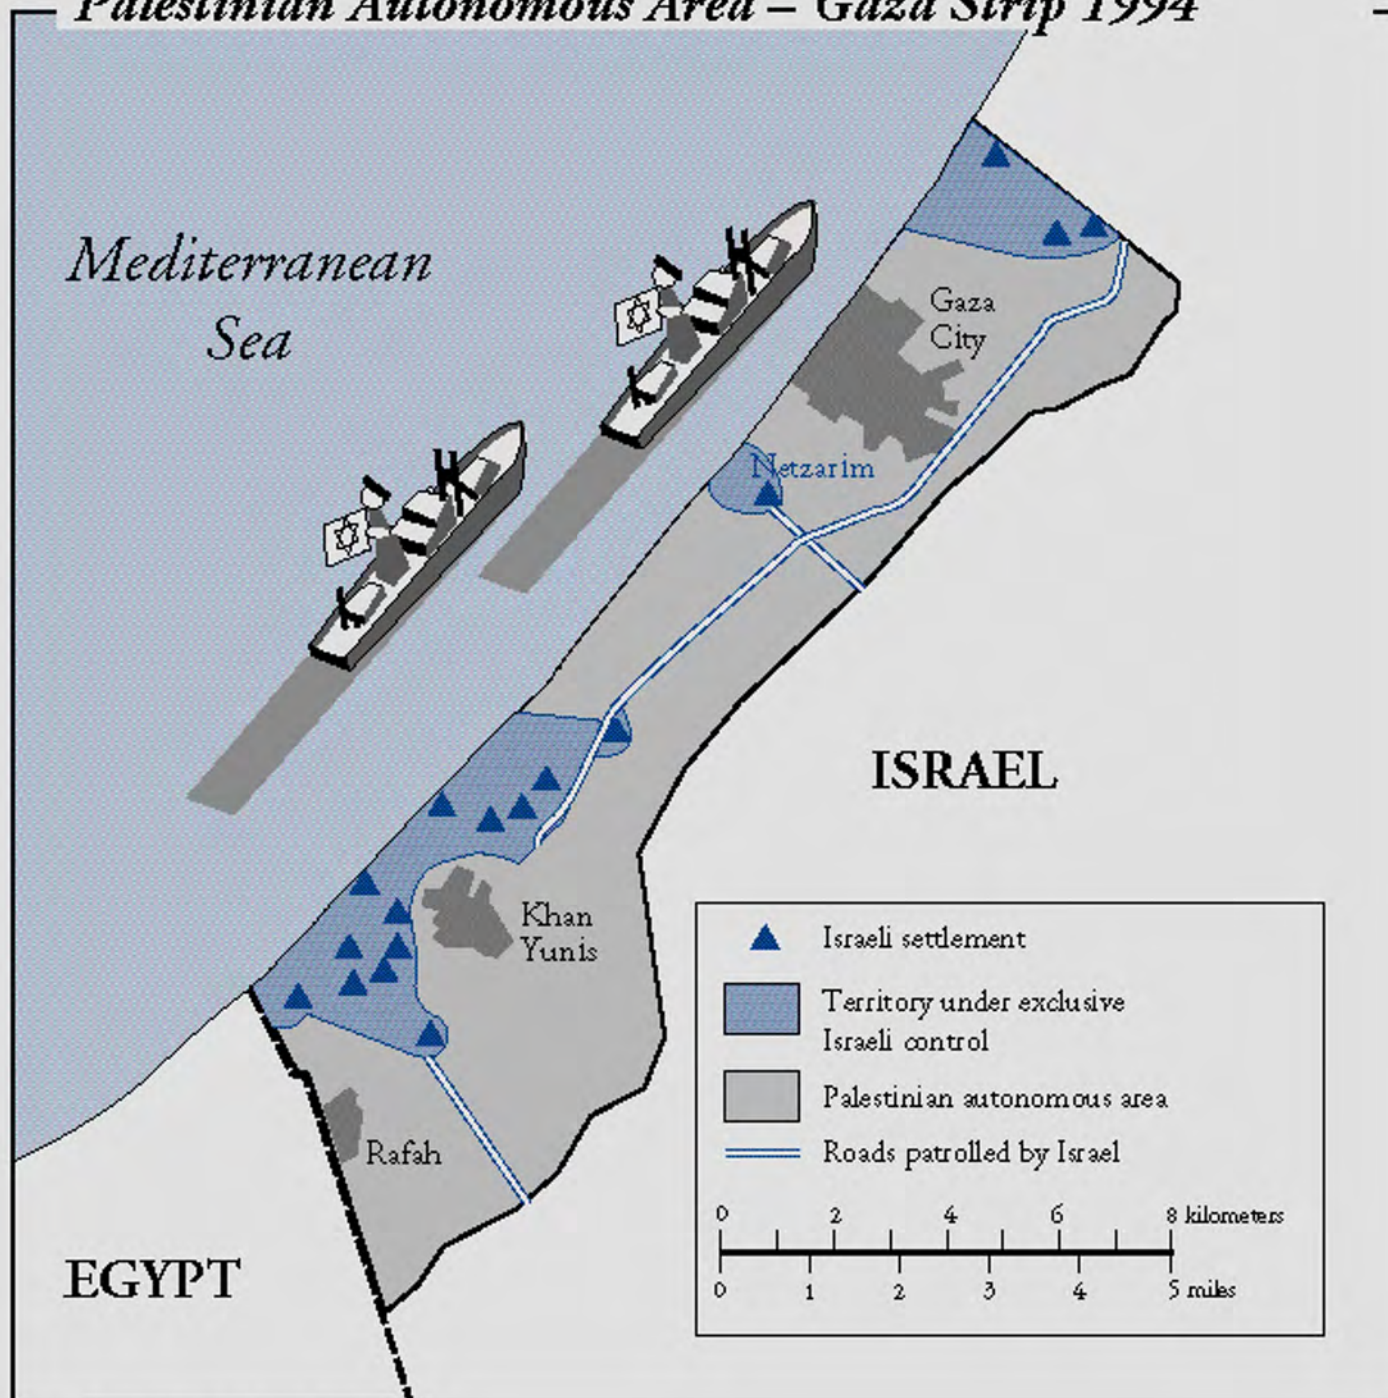 Palestinian Autonomous Area – Gaza Strip 1994
Mediterranean
Sea
Gaza
City
Netzarim
ISRAEL
Khan
Yunis
Rafah
EGYPT
Israeli settlement
Territory under exclusive
Israeli control
Palestinian autonomous area
Roads patrolled by Israel
0 2 4 6 8 kilometers
0 1 2 3 4 5 miles